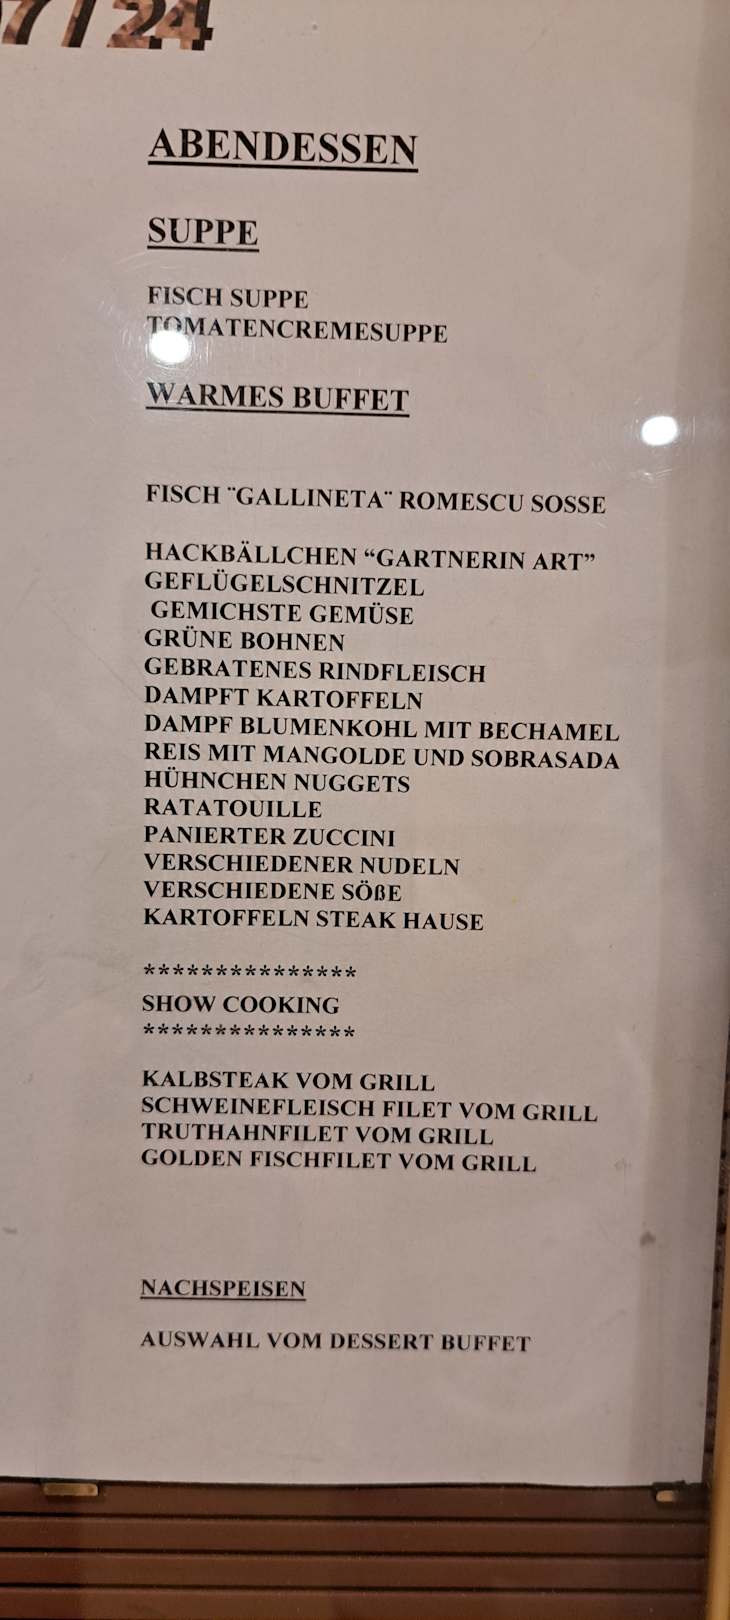 7/24
ABENDESSEN
SUPPE
FISCH SUPPE
TOMATENCREMESUPPE
WARMES BUFFET
FISCH ¨GALLINETA¨ ROMESCU SOSSE
HACKBÄLLCHEN “GARTNERIN ART”
GEFLÜGELSCHNITZEL
GEMICHSTE GEMÜSE
GRÜNE BOHNEN
GEBRATENES RINDFLEISCH
DAMPFT KARTOFFELN
DAMPF BLUMENKOHL MIT BECHAMEL
REIS MIT MANGOLDE UND SOBRASADA
HÜHNCHEN NUGGETS
RATATOUILLE
PANIERTER ZUCCINI
VERSCHIEDENER NUDELN
VERSCHIEDENE SÖßE
KARTOFFELN STEAK HAUSE
***************
SHOW COOKING
***************
KALBSTEAK VOM GRILL
SCHWEINEFLEISCH FILET VOM GRILL
TRUTHAHNFILET VOM GRILL
GOLDEN FISCHFILET VOM GRILL
NACHSPEISEN
AUSWAHL VOM DESSERT BUFFET